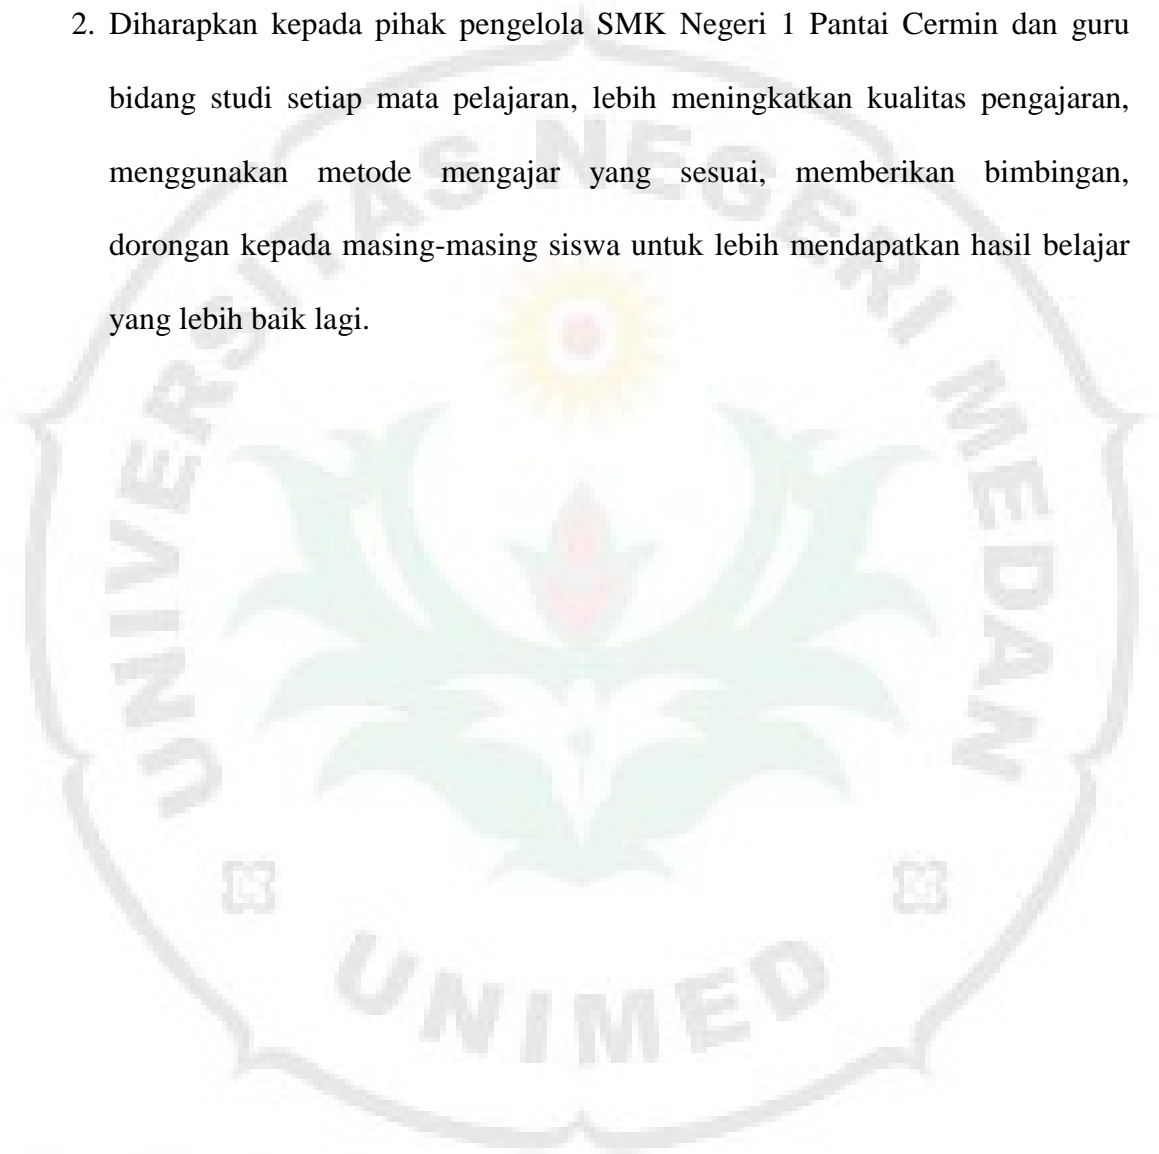 2. Diharapkan kepada pihak pengelola SMK Negeri 1 Pantai Cermin dan guru
bidang studi setiap mata pelajaran, lebih meningkatkan kualitas pengajaran,
menggunakan metode mengajar yang sesuai, memberikan bimbingan,
dorongan kepada masing-masing siswa untuk lebih mendapatkan hasil belajar
yang lebih baik lagi.
UNIVERSITAS NEGERI MEDAN
UNIMED